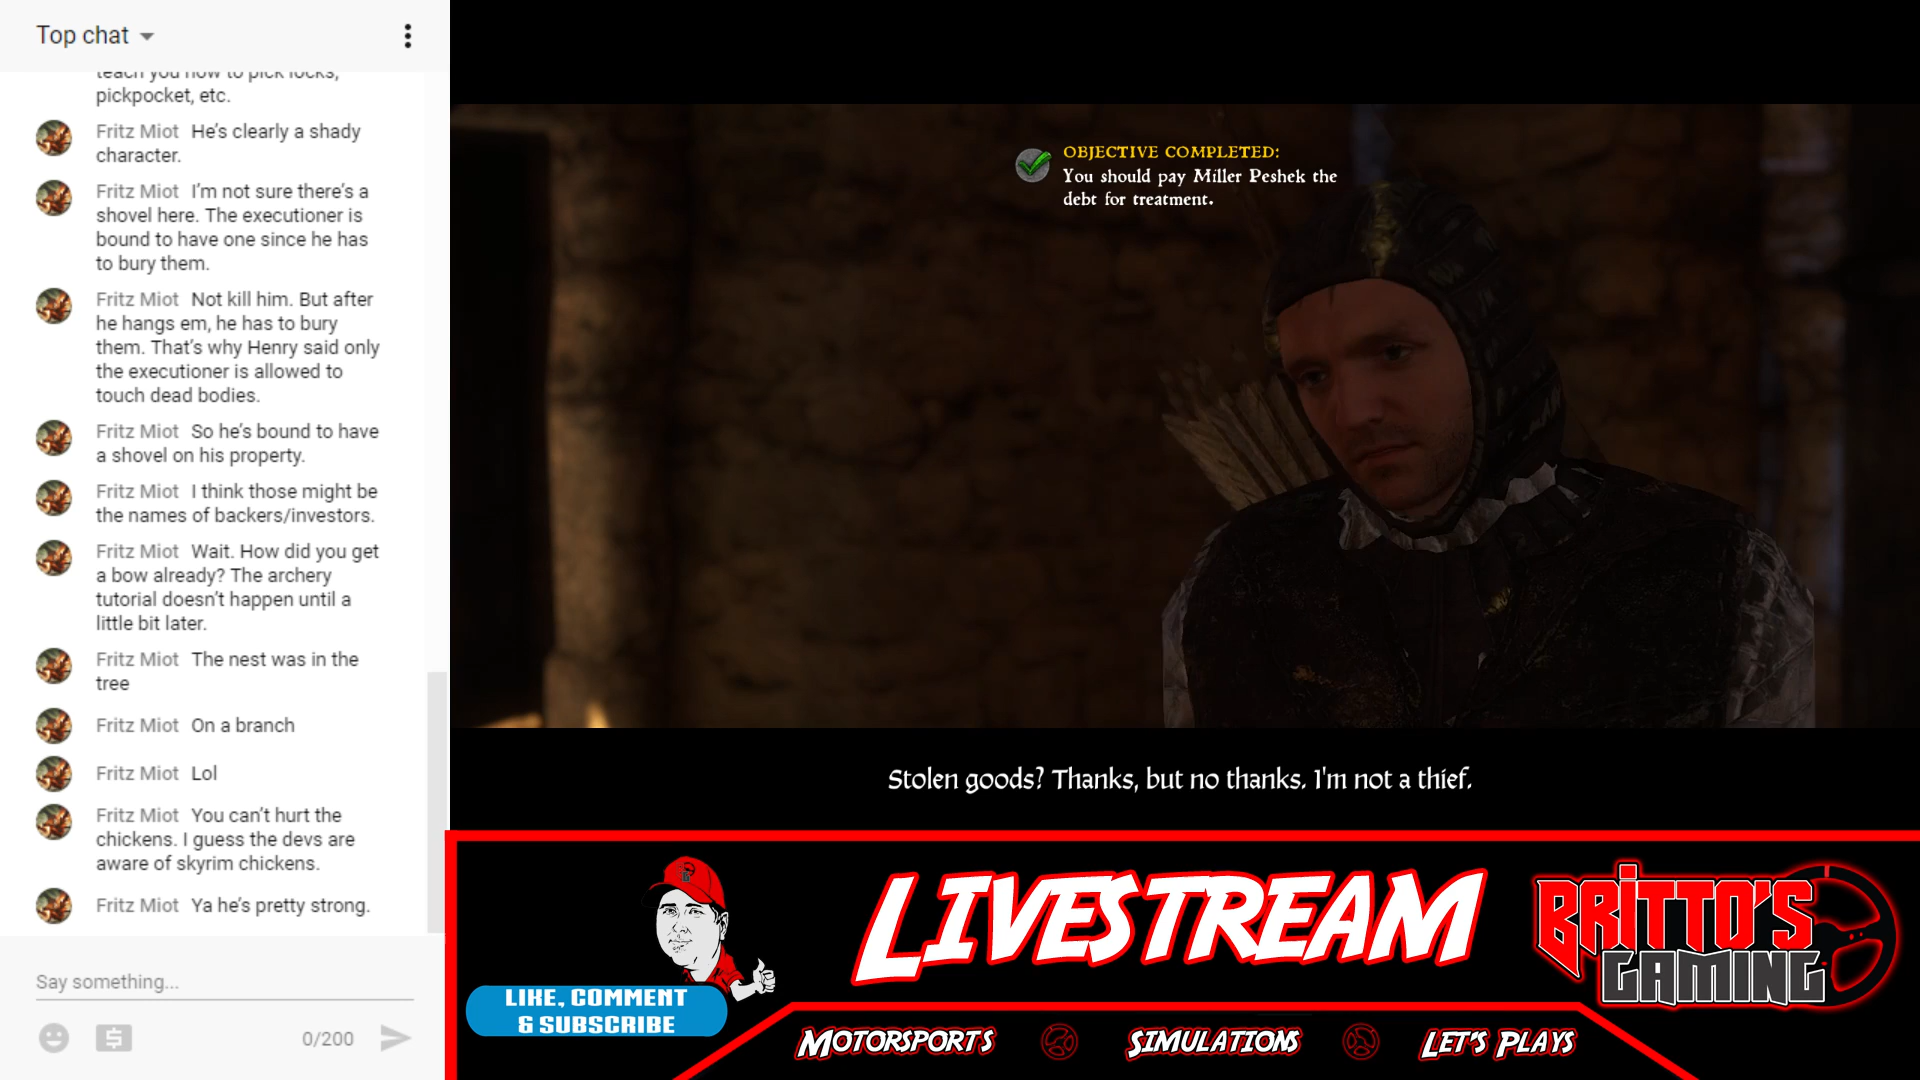 Top chat
teach you how to pick locks,
pickpocket, etc.
Fritz Miot He's clearly a shady
character.
Fritz Miot I'm not sure there's a
shovel here. The executioner is
bound to have one since he has
to bury them.
Fritz Miot Not kill him. But after
he hangs em, he has to bury
them. That's why Henry said only
the executioner is allowed to
touch dead bodies.
Fritz Miot So he's bound to have
a shovel on his property.
Fritz Miot I think those might be
the names of backers/investors.
Fritz Miot Wait. How did you get
a bow already? The archery
tutorial doesn't happen until a
little bit later.
Fritz Miot The nest was in the
tree
Fritz Miot On a branch
Fritz Miot Lol
Fritz Miot You can't hurt the
chickens. I guess the devs are
aware of skyrim chickens.
Fritz Miot Ya he's pretty strong.
Say something...
0/200
OBJECTIVE COMPLETED:
You should pay Miller Peshek the
debt for treatment.
Stolen goods? Thanks, but no thanks. I'm not a thief.
LIKE, COMMENT
& SUBSCRIBE
LIVESTREAM
BRITTO'S
GAMING
MOTORSPORTS
SIMULATIONS
LET'S PLAYS